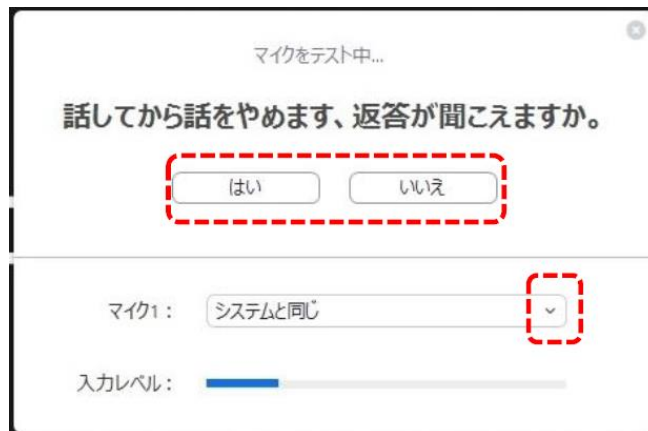 マイクをテスト中...
話してから話をやめます、返答が聞こえますか。
はい
いいえ
マイク1：
システムと同じ
入力レベル：